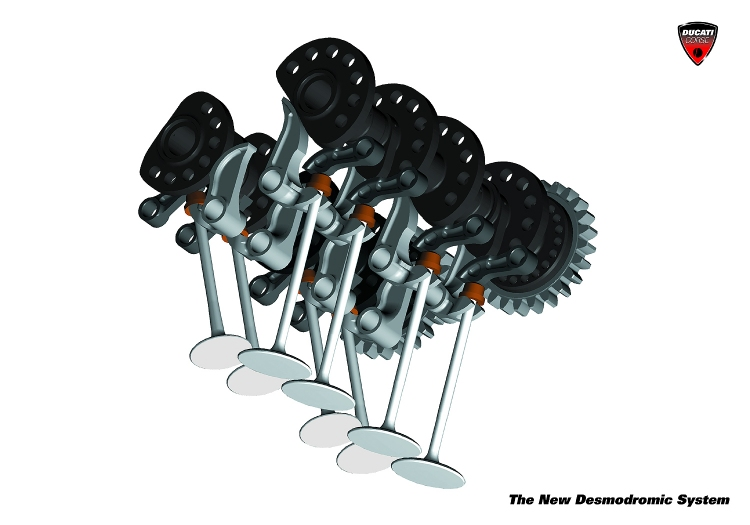 DUCATI
CORSE
The New Desmodromic System